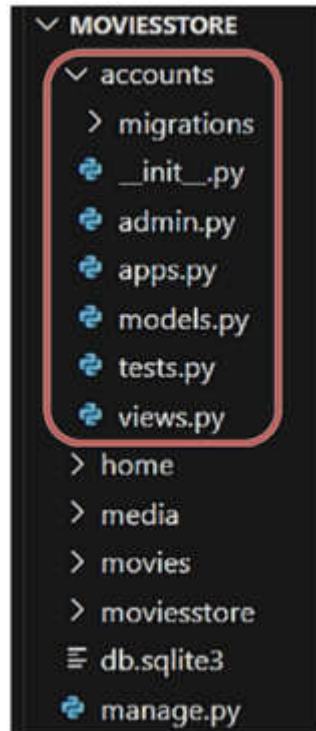 MOVIESSTORE
accounts
migrations
__init__.py
admin.py
apps.py
models.py
tests.py
views.py
home
media
movies
moviesstore
db.sqlite3
manage.py